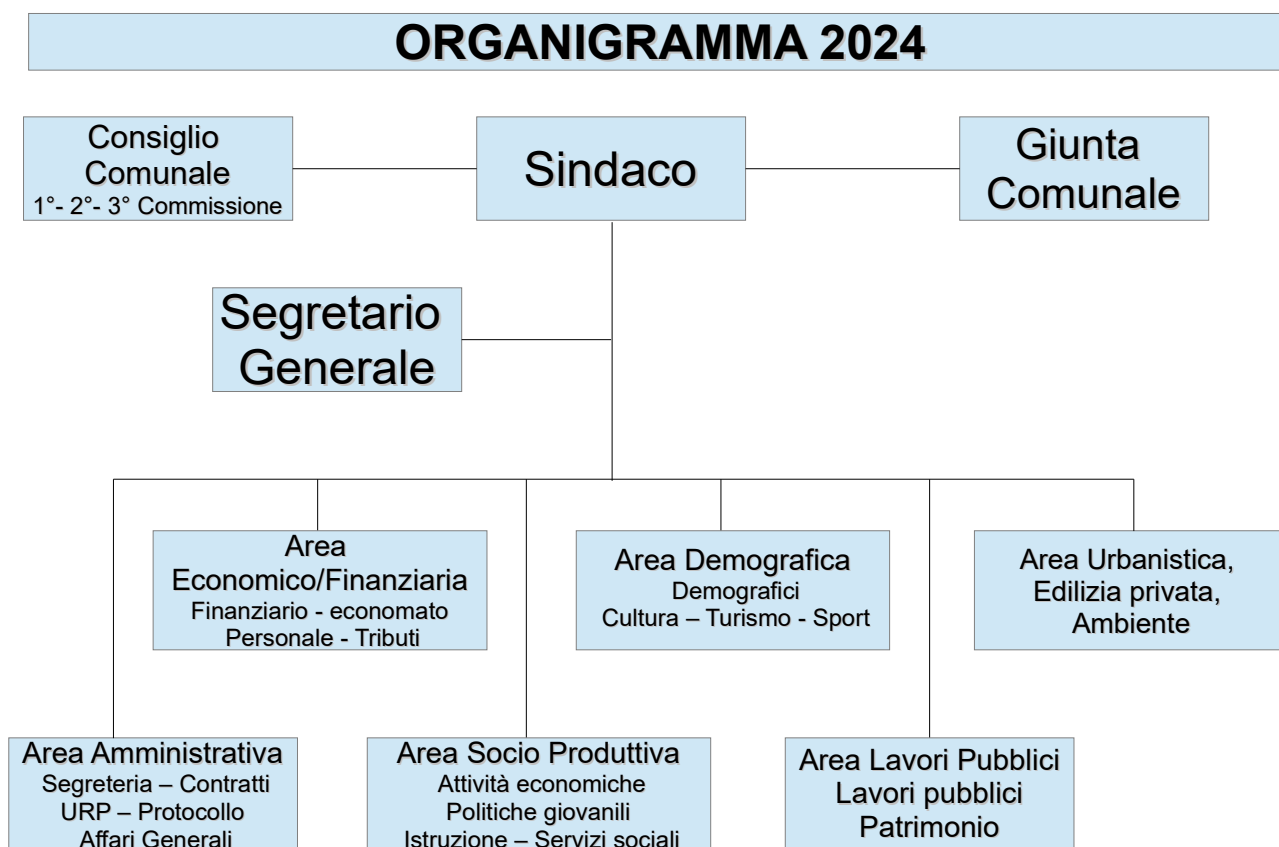 ORGANIGRAMMA 2024
Consiglio
Comunale
1°- 2°- 3° Commissione
Sindaco
Giunta
Comunale
Segretario
Generale
Area
Economico/Finanziaria
Finanziario - economato
Personale - Tributi
Area Demografica
Demografici
Cultura – Turismo - Sport
Area Urbanistica,
Edilizia privata,
Ambiente
Area Amministrativa
Segreteria – Contratti
URP – Protocollo
Affari Generali
Area Socio Produttiva
Attività economiche
Politiche giovanili
Istruzione – Servizi sociali
Area Lavori Pubblici
Lavori pubblici
Patrimonio